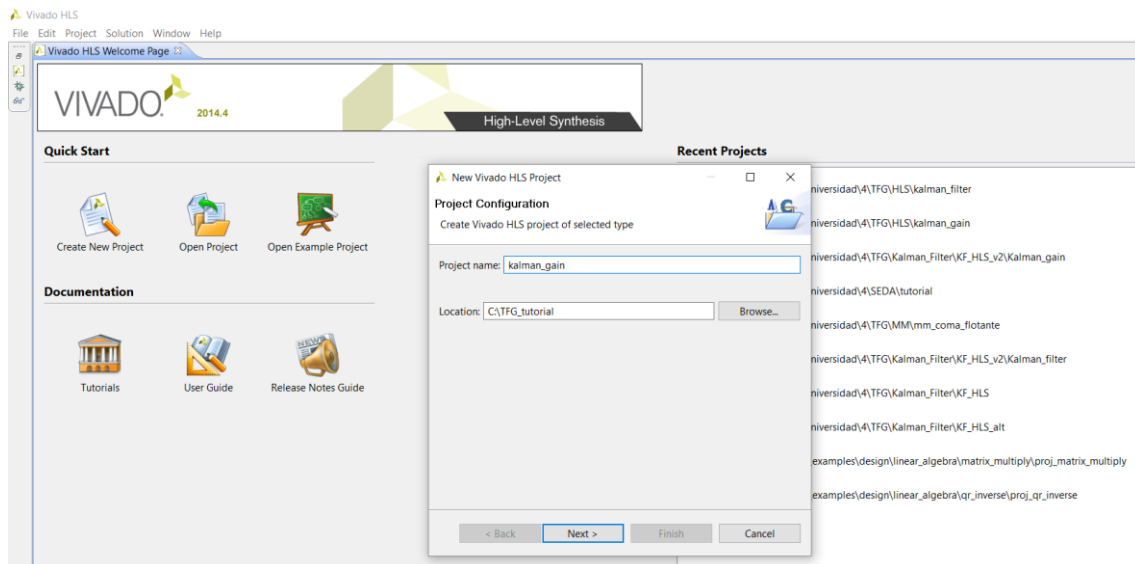 Vivado HLS
File Edit Project Solution Window Help
Vivado HLS Welcome Page
VIVADO. 2014.4
High-Level Synthesis
Quick Start
Create New Project
Open Project
Open Example Project
Documentation
Tutorials
User Guide
Release Notes Guide
Recent Projects
niversidad\4\TFG\HLS\kalman_filter
niversidad\4\TFG\HLS\kalman_gain
niversidad\4\TFG\Kalman_Filter\KF_HLS_v2\Kalman_gain
niversidad\4\SEDA\tutorial
niversidad\4\TFG\MM\mm_coma_flotante
niversidad\4\TFG\Kalman_Filter\KF_HLS_v2\Kalman_filter
niversidad\4\TFG\Kalman_Filter\KF_HLS
niversidad\4\TFG\Kalman_Filter\KF_HLS_alt
examples\design\linear_algebra\matrix_multiply\proj_matrix_multiply
examples\design\linear_algebra\qr_inverse\proj_qr_inverse
New Vivado HLS Project
Project Configuration
Create Vivado HLS project of selected type
Project name: kalman_gain
Location: C:\TFG_tutorial
Browse...
< Back
Next >
Finish
Cancel